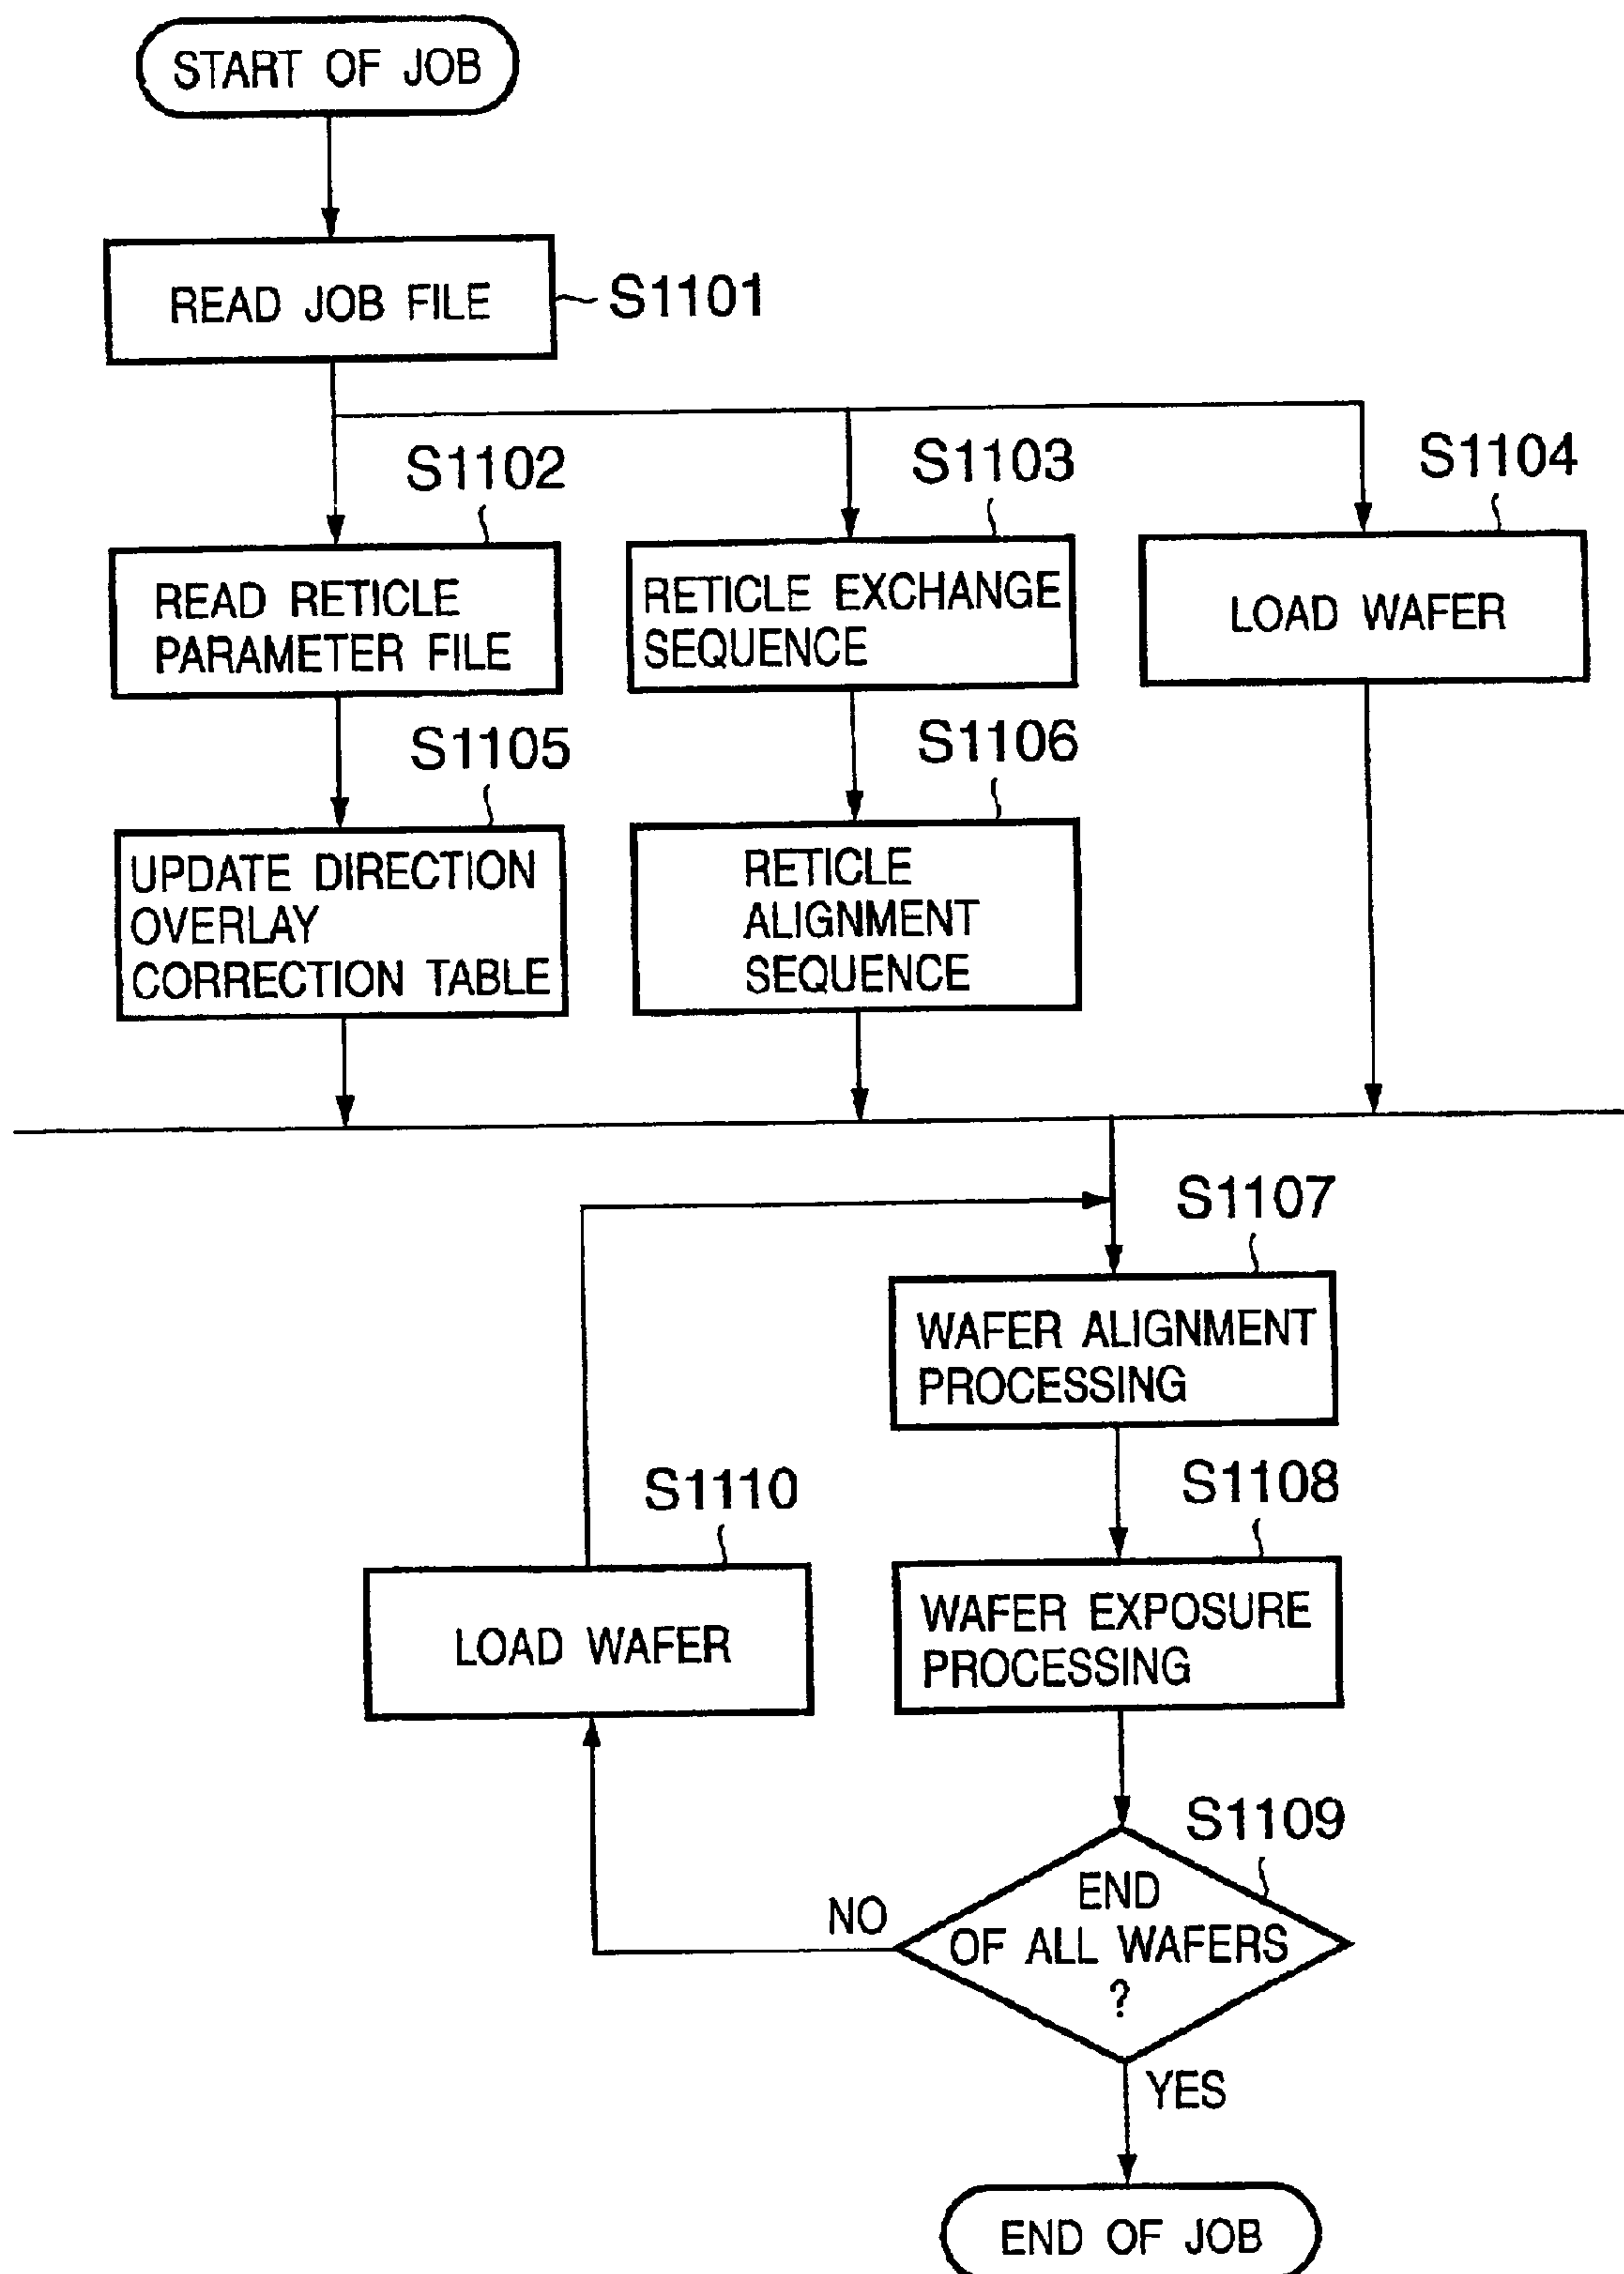 START OF JOB
READ JOB FILE
S1101
S1102
S1103
S1104
READ RETICLE
PARAMETER FILE
RETICLE EXCHANGE
SEQUENCE
LOAD WAFER
S1105
S1106
UPDATE DIRECTION
OVERLAY
CORRECTION TABLE
RETICLE
ALIGNMENT
SEQUENCE
S1107
WAFER ALIGNMENT
PROCESSING
S1110
S1108
LOAD WAFER
WAFER EXPOSURE
PROCESSING
S1109
END
OF ALL WAFERS
?
NO
YES
END OF JOB